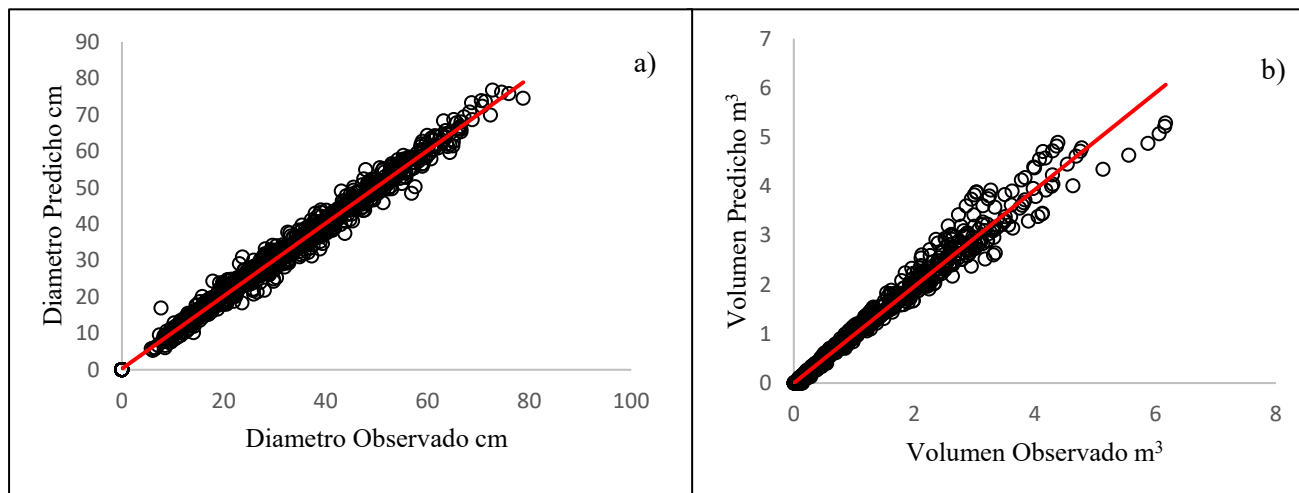 90
80
70
60
50
40
30
20
10
0
Diametro Predicho cm
a)
0 20 40 60 80 100
Diametro Observado cm
7
6
5
4
3
2
1
0
Volumen Predicho m³
b)
0 2 4 6 8
Volumen Observado m³